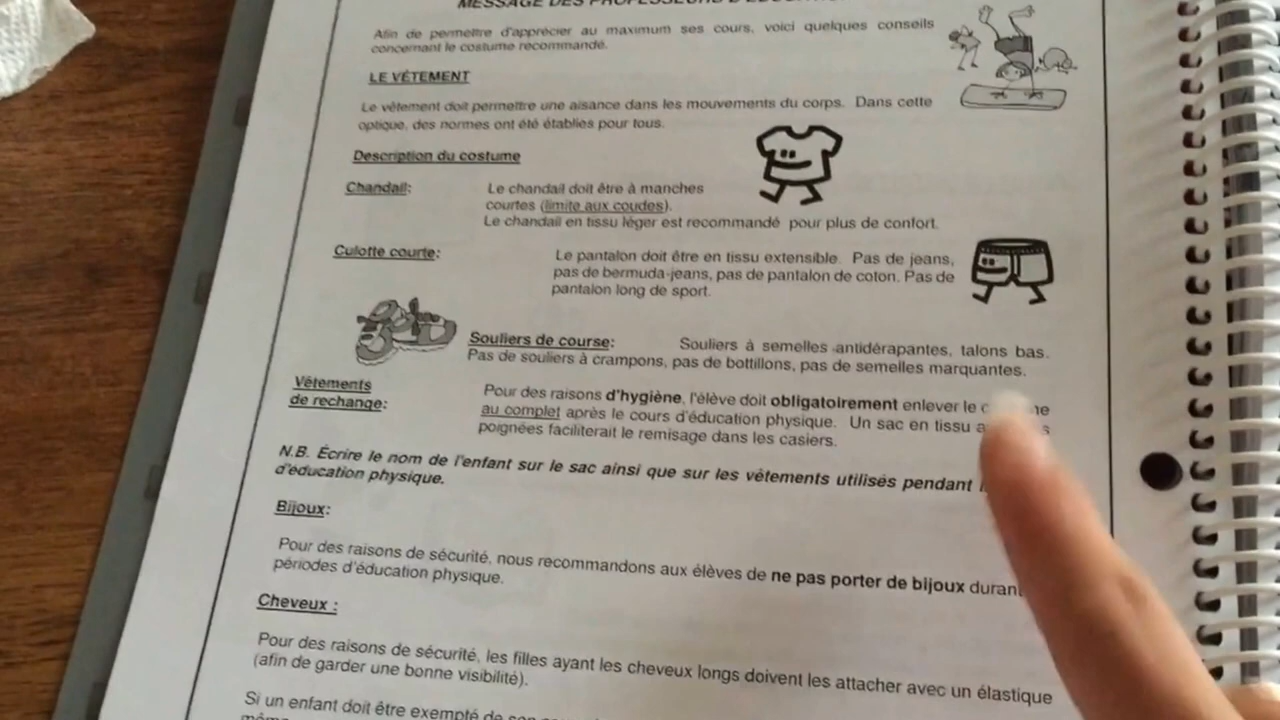 MESSAGE DES PROFESSEURS D'ÉDUCATION
Afin de permettre d'apprécier au maximum ses cours, voici quelques conseils
concernant le costume recommandé.
LE VÊTEMENT
Le vêtement doit permettre une aisance dans les mouvements du corps. Dans cette
optique, des normes ont été établies pour tous.
Description du costume
Chandail: Le chandail doit être à manches
courtes (limite aux coudes).
Le chandail en tissu léger est recommandé pour plus de confort.
Culotte courte: Le pantalon doit être en tissu extensible. Pas de jeans,
pas de bermuda-jeans, pas de pantalon de coton. Pas de
pantalon long de sport.
Souliers de course: Souliers à semelles antidérapantes, talons bas.
Pas de souliers à crampons, pas de bottillons, pas de semelles marquantes.
Vêtements
de rechange: Pour des raisons d'hygiène, l'élève doit obligatoirement enlever le
au complet après le cours d'éducation physique. Un sac en tissu
poignées faciliterait le remisage dans les casiers.
N.B. Écrire le nom de l'enfant sur le sac ainsi que sur les vêtements utilisés pendant
d'éducation physique.
Bijoux:
Pour des raisons de sécurité, nous recommandons aux élèves de ne pas porter de bijoux durant
périodes d'éducation physique.
Cheveux :
Pour des raisons de sécurité, les filles ayant les cheveux longs doivent les attacher avec un élastique
(afin de garder une bonne visibilité).
Si un enfant doit être exempté de son